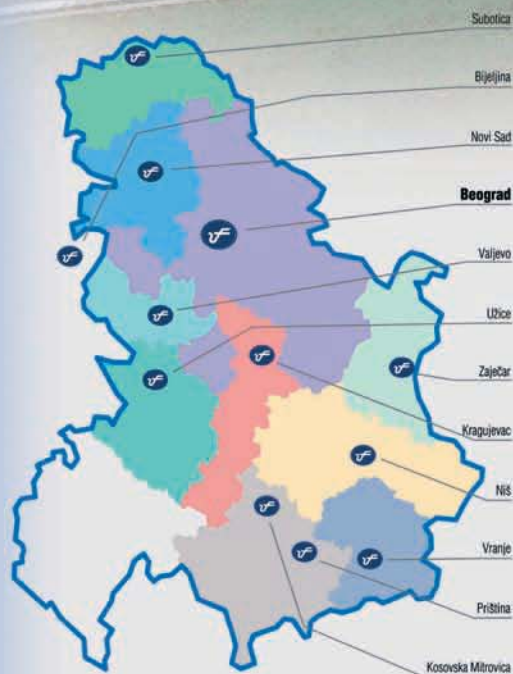 Subotica
Bijeljina
Novi Sad
Beograd
Valjevo
Užice
Zaječar
Kragujevac
Niš
Vranje
Priština
Kosovska Mitrovica